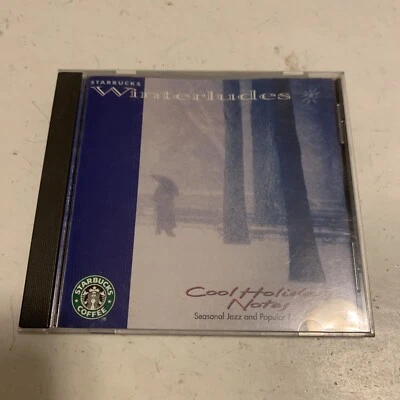 STARBUCKS
Winterludes
Cool Holiday
Notes
Seasonal Jazz and Popular
STARBUCKS
COFFEE